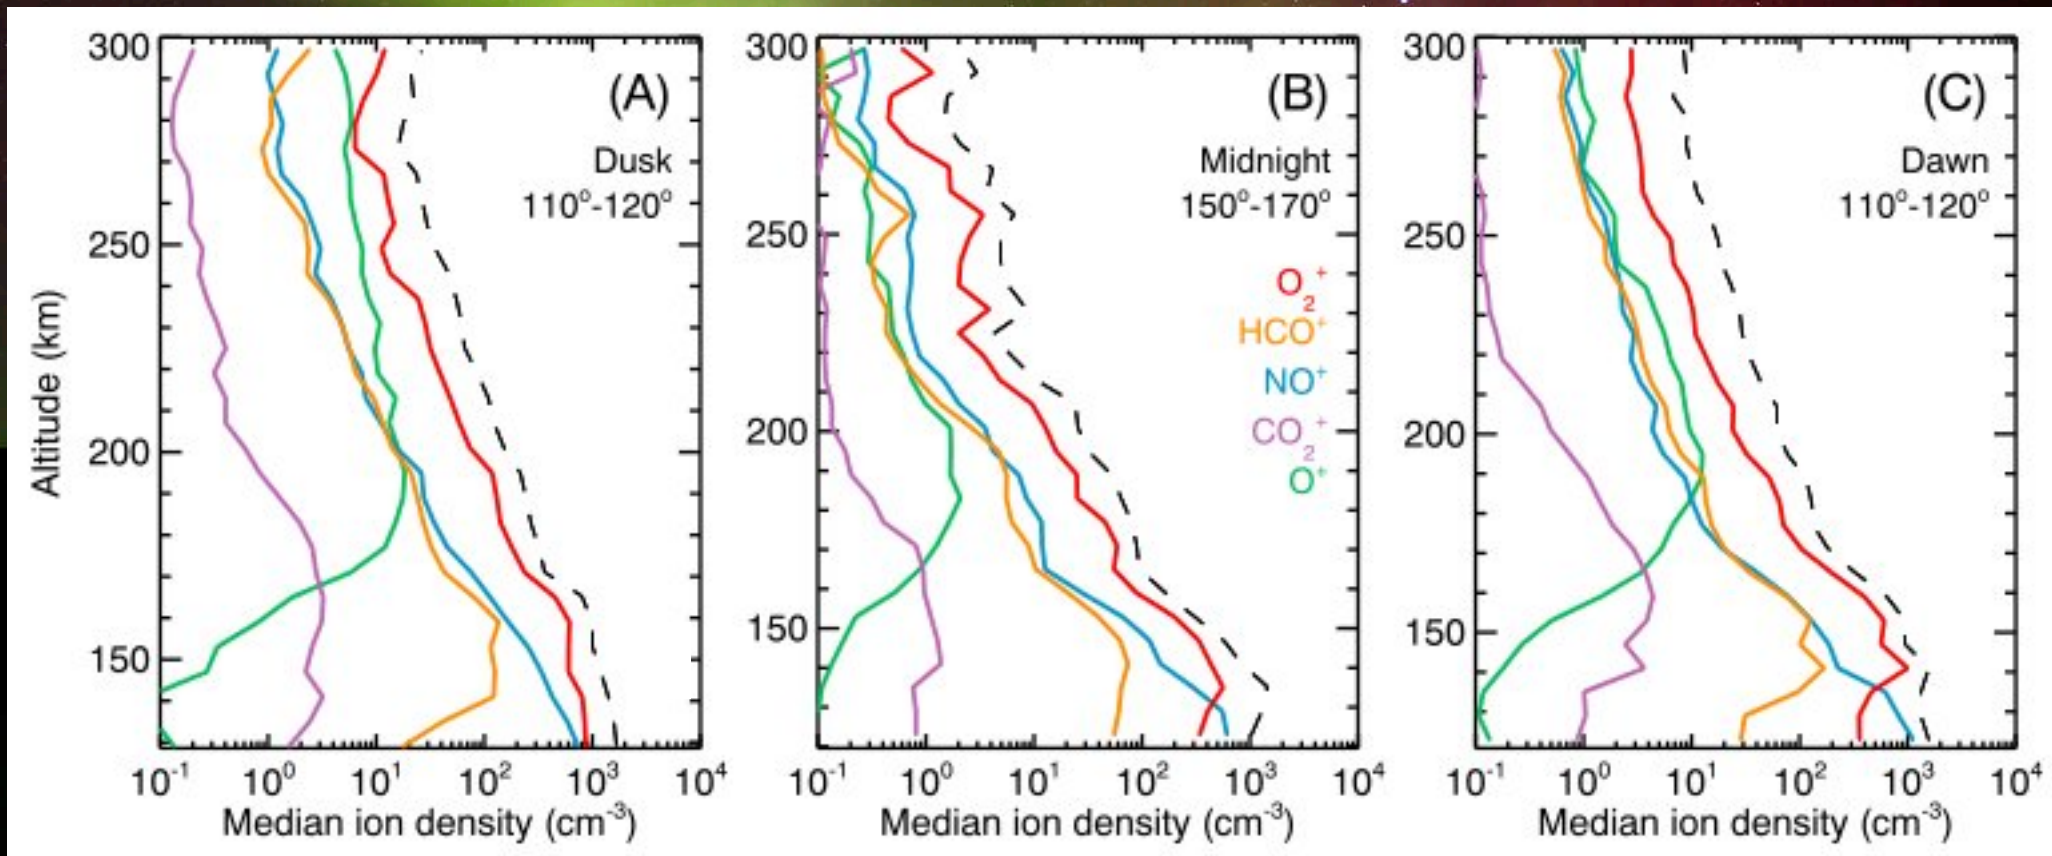 300
250
200
150
Altitude (km)
(A)
Dusk
110°-120°
10⁻¹ 10⁰ 10¹ 10² 10³ 10⁴
Median ion density (cm⁻³)
300
250
200
150
(B)
Midnight
150°-170°
O₂⁺
HCO⁺
NO⁺
CO₂⁺
O⁺
10⁻¹ 10⁰ 10¹ 10² 10³ 10⁴
Median ion density (cm⁻³)
300
250
200
150
(C)
Dawn
110°-120°
10⁻¹ 10⁰ 10¹ 10² 10³ 10⁴
Median ion density (cm⁻³)